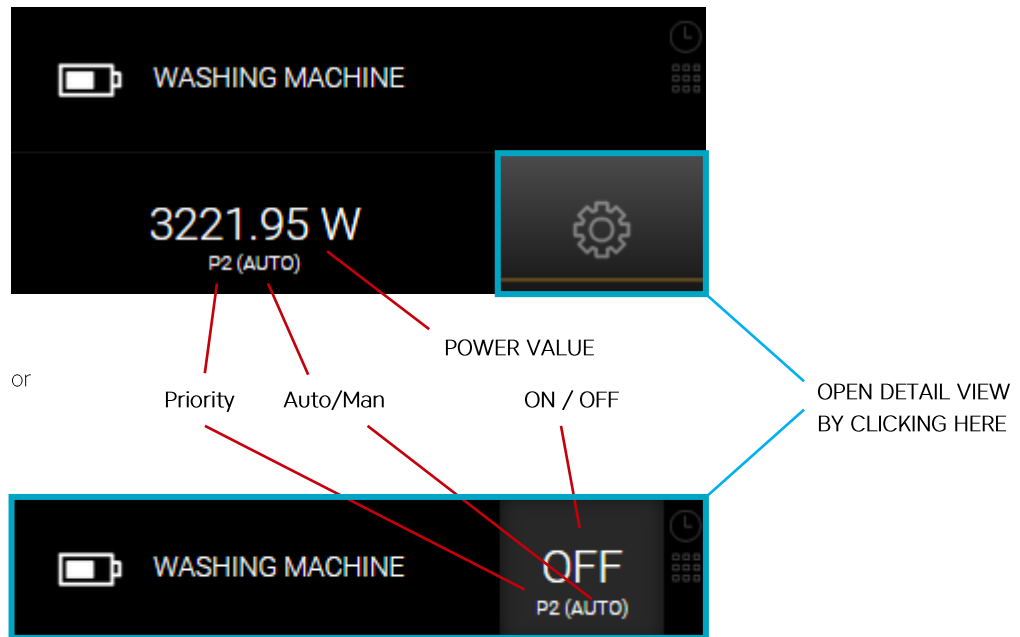 WASHING MACHINE
3221.95 W
P2 (AUTO)
POWER VALUE
or
Priority
Auto/Man
ON / OFF
OPEN DETAIL VIEW
BY CLICKING HERE
WASHING MACHINE
OFF
P2 (AUTO)